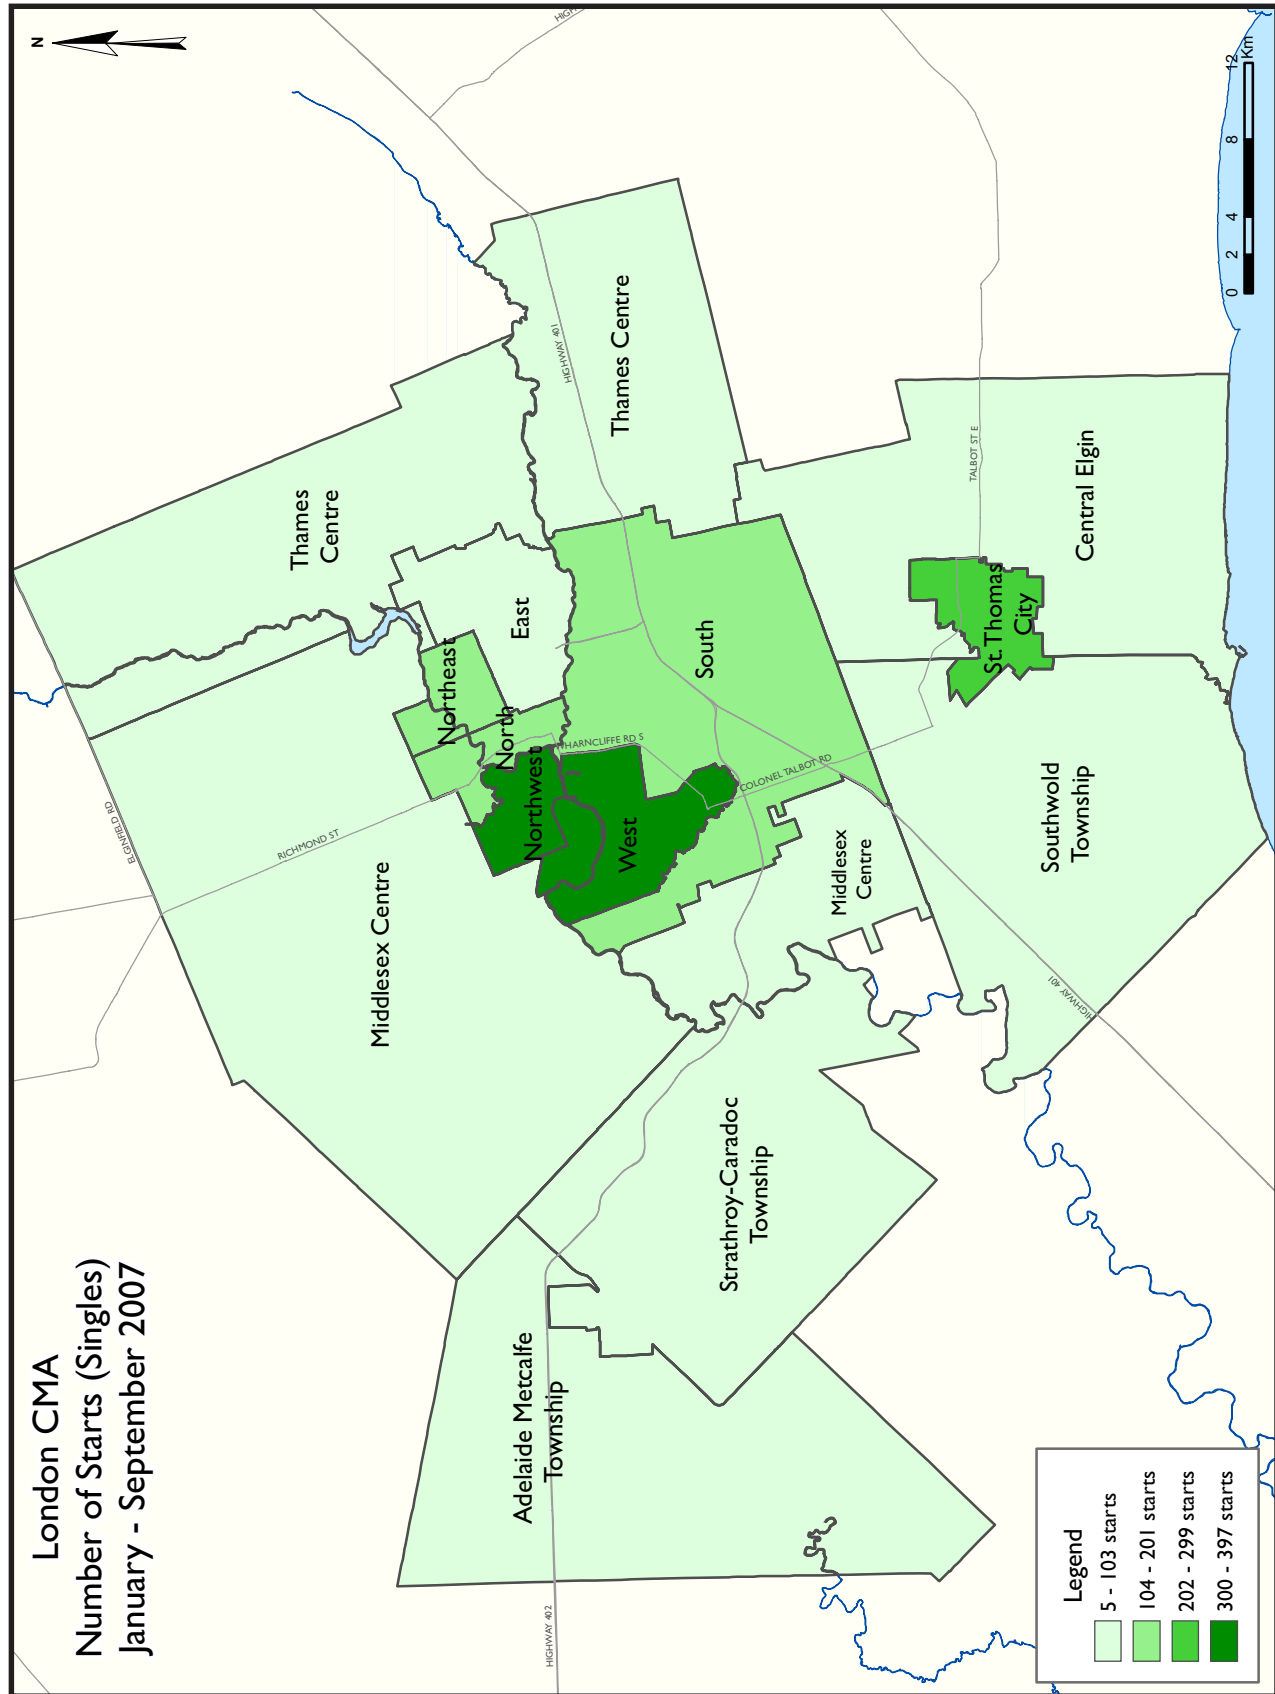 London CMA
Number of Starts (Singles)
January - September 2007
N
HIGHWAY 401
Thames
Centre
Thames Centre
ELGINFIELD RD
RICHMOND ST
Middlesex Centre
Northeast
East
North
Northwest
WHARNCLIFFE RD S
West
South
COLONEL TALBOT RD
Middlesex
Centre
TALBOT ST E
Central Elgin
St. Thomas
City
Southwold
Township
HIGHWAY 401
Strathroy-Caradoc
Township
Adelaide Metcalfe
Township
HIGHWAY 402
Legend
5 - 103 starts
104 - 201 starts
202 - 299 starts
300 - 397 starts
0 2 4 8 12
Km